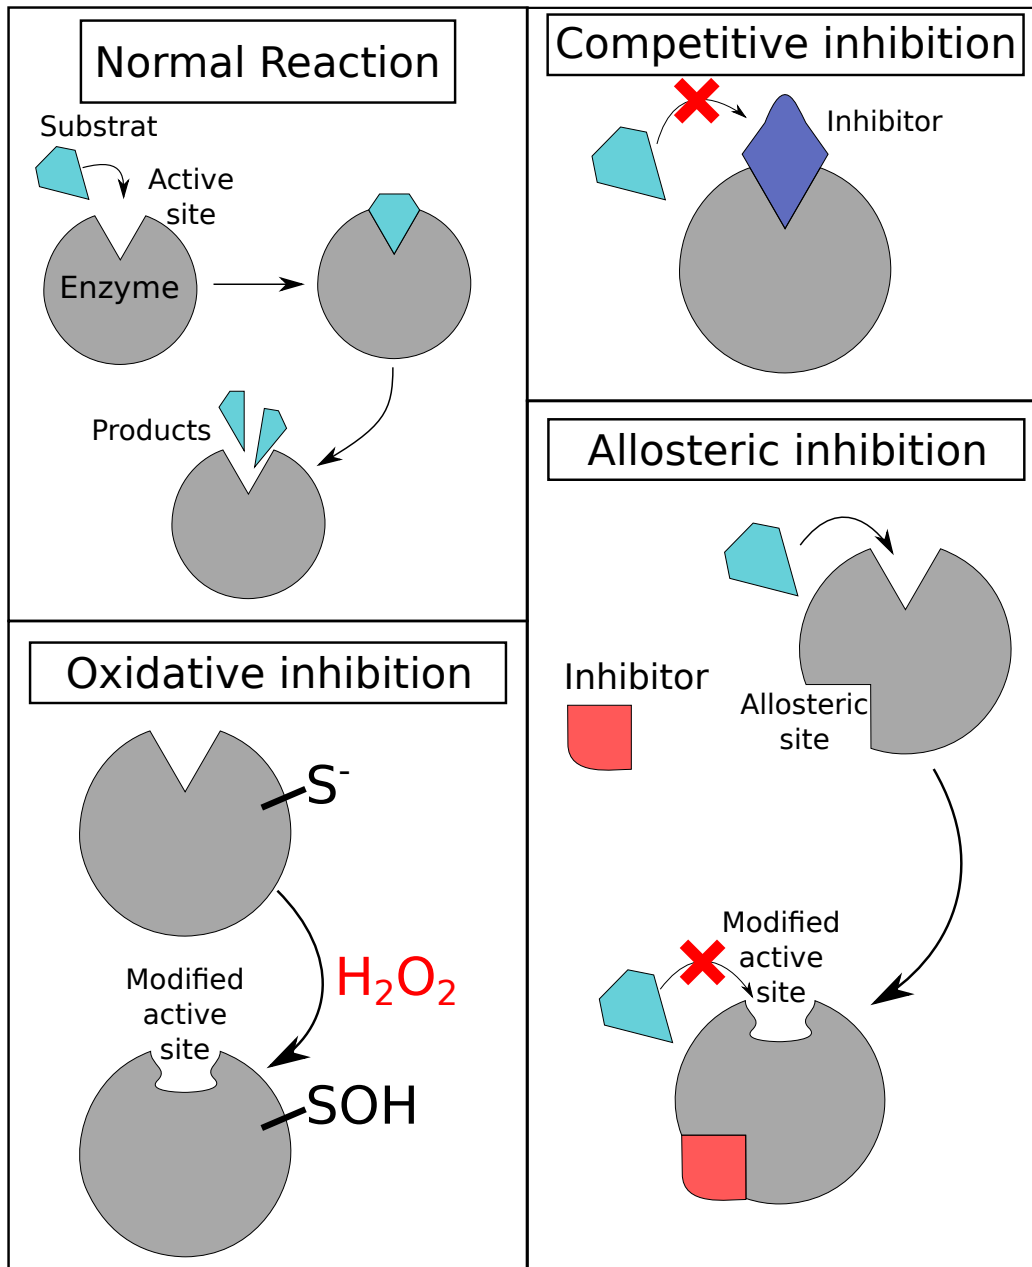 Normal Reaction
Substrat
Active
site
Enzyme
Products
Competitive inhibition
Inhibitor
Allosteric inhibition
Inhibitor
Allosteric
site
Modified
active
site
Oxidative inhibition
S⁻
H₂O₂
Modified
active
site
SOH